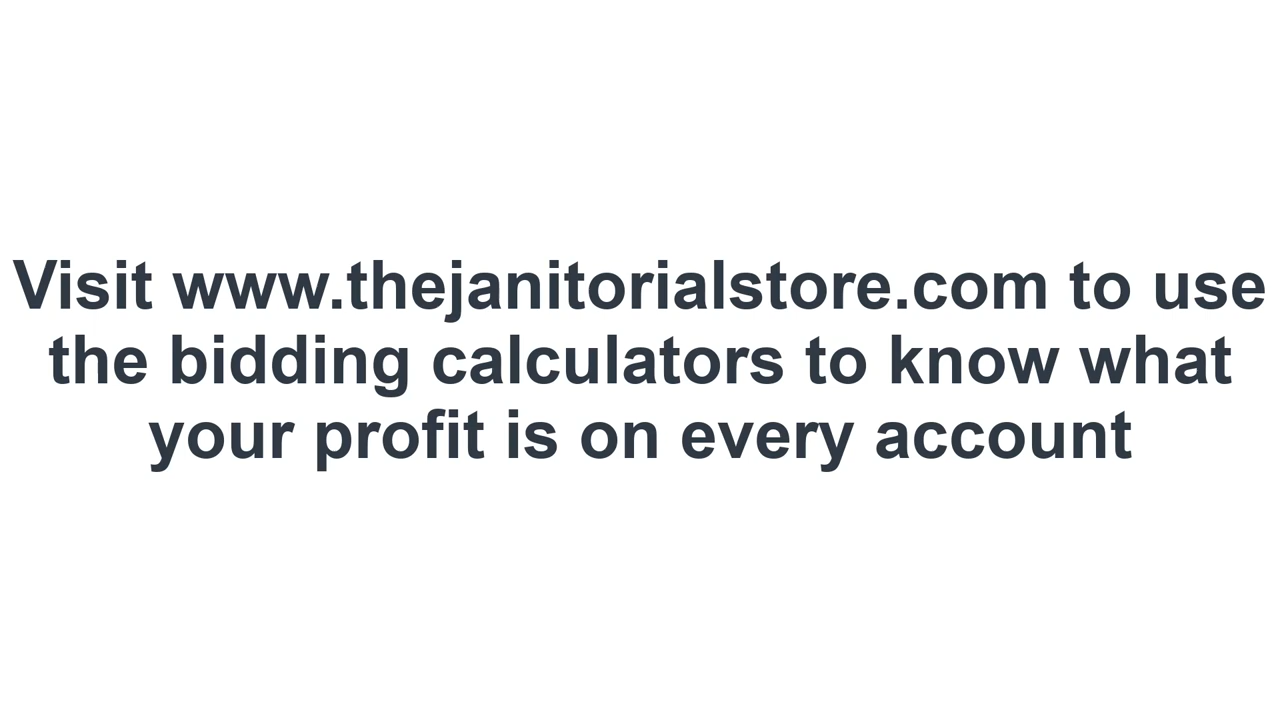 Visit www.thejanitorialstore.com to use
the bidding calculators to know what
your profit is on every account